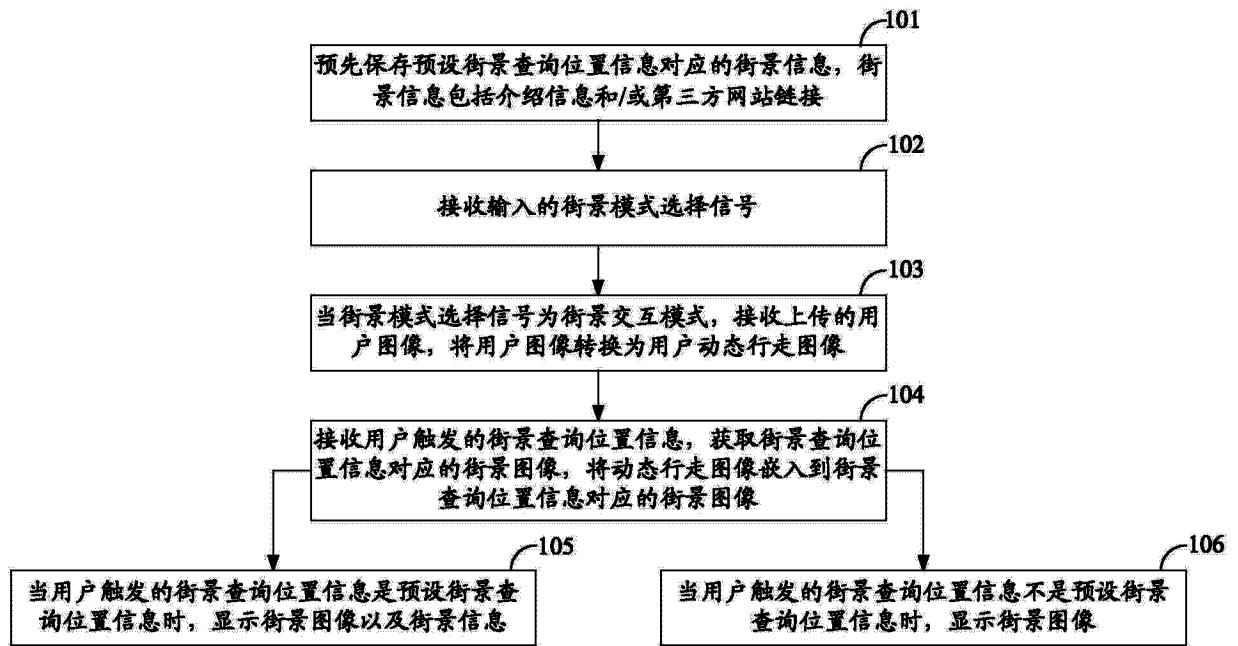 101
预先保存预设街景查询位置信息对应的街景信息，街
景信息包括介绍信息和/或第三方网站链接
102
接收输入的街景模式选择信号
103
当街景模式选择信号为街景交互模式，接收上传的用
户图像，将用户图像转换为用户动态行走图像
104
接收用户触发的街景查询位置信息，获取街景查询位
置信息对应的街景图像，将动态行走图像嵌入到街景
查询位置信息对应的街景图像
105
当用户触发的街景查询位置信息是预设街景查
询位置信息时，显示街景图像以及街景信息
106
当用户触发的街景查询位置信息不是预设街景
查询位置信息时，显示街景图像